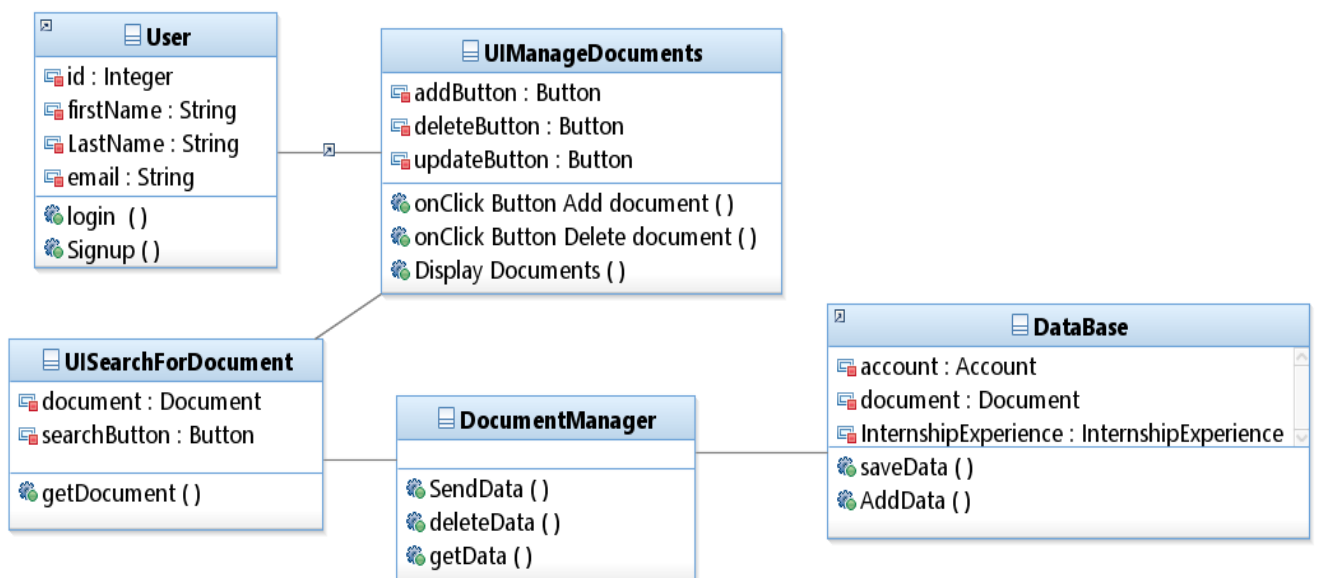 User
id : Integer
firstName : String
LastName : String
email : String
login ( )
Signup ( )
UIManageDocuments
addButton : Button
deleteButton : Button
updateButton : Button
onClick Button Add document ( )
onClick Button Delete document ( )
Display Documents ( )
UISearchForDocument
document : Document
searchButton : Button
getDocument ( )
DocumentManager
SendData ( )
deleteData ( )
getData ( )
DataBase
account : Account
document : Document
InternshipExperience : InternshipExperience
saveData ( )
AddData ( )